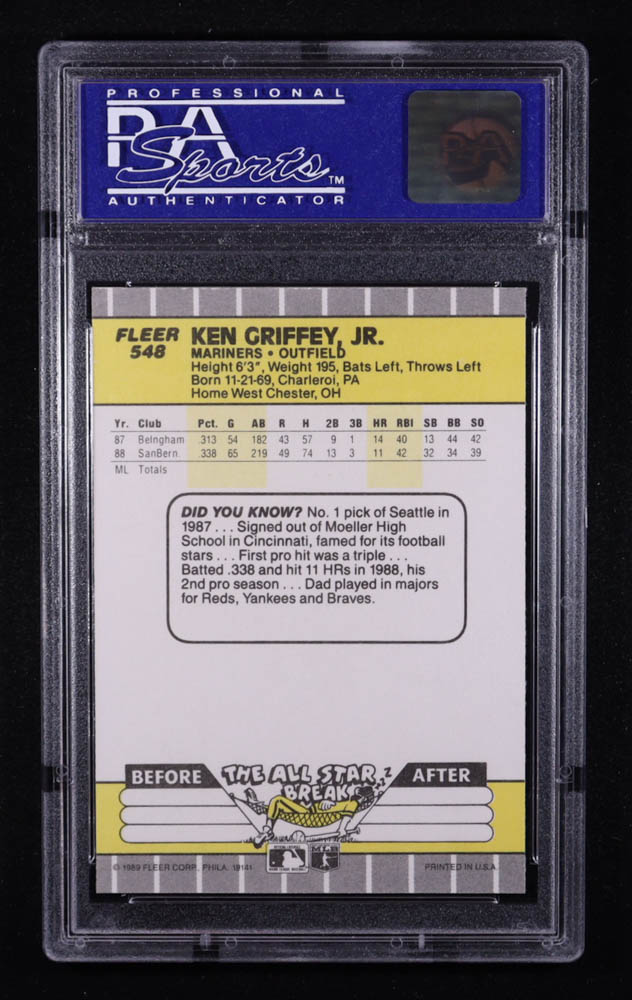 PROFESSIONAL
PSA
Sports™
AUTHENTICATOR
PSA
FLEER
548
KEN GRIFFEY, JR.
MARINERS • OUTFIELD
Height 6'3", Weight 195, Bats Left, Throws Left
Born 11-21-69, Charleroi, PA
Home West Chester, OH
Yr. Club Pct. G AB R H 2B 3B HR RBI SB BB SO
87 Belngham .313 54 182 43 57 9 1 14 40 13 44 42
88 SanBern .338 65 219 49 74 13 3 11 42 32 34 39
ML Totals
DID YOU KNOW? No. 1 pick of Seattle in
1987 . . . Signed out of Moeller High
School in Cincinnati, famed for its football
stars . . . First pro hit was a triple . . .
Batted .338 and hit 11 HRs in 1988, his
2nd pro season . . . Dad played in majors
for Reds, Yankees and Braves.
BEFORE THE ALL STAR BREAK ZZZ AFTER
MLB
© 1989 FLEER CORP. PHILA. 19141 PRINTED IN U.S.A.